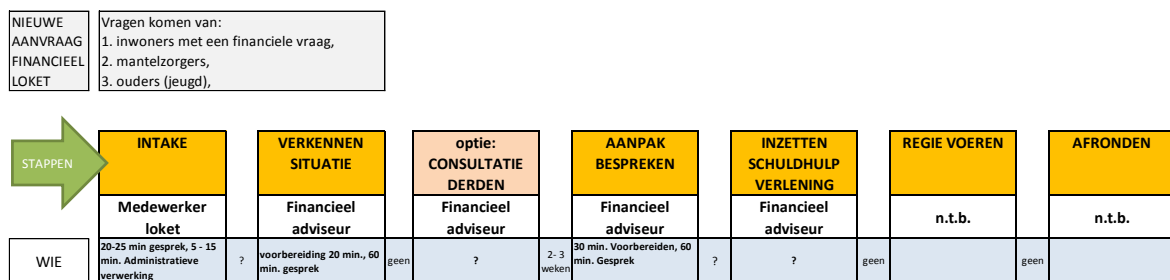 NIEUWE
AANVRAAG
FINANCIEEL
LOKET
Vragen komen van:
1. inwoners met een financiele vraag,
2. mantelzorgers,
3. ouders (jeugd),
STAPPEN
INTAKE
VERKENNEN
SITUATIE
optie:
CONSULTATIE
DERDEN
AANPAK
BESPREKEN
INZETTEN
SCHULDHULP
VERLENING
REGIE VOEREN
AFRONDEN
Medewerker
loket
Financieel
adviseur
Financieel
adviseur
Financieel
adviseur
Financieel
adviseur
n.t.b.
n.t.b.
WIE
20-25 min gesprek, 5 - 15
min. Administratieve
verwerking
?
voorbereiding 20 min., 60
min. gesprek
geen
?
2- 3
weken
30 min. Voorbereiden, 60
min. Gesprek
?
?
geen
geen